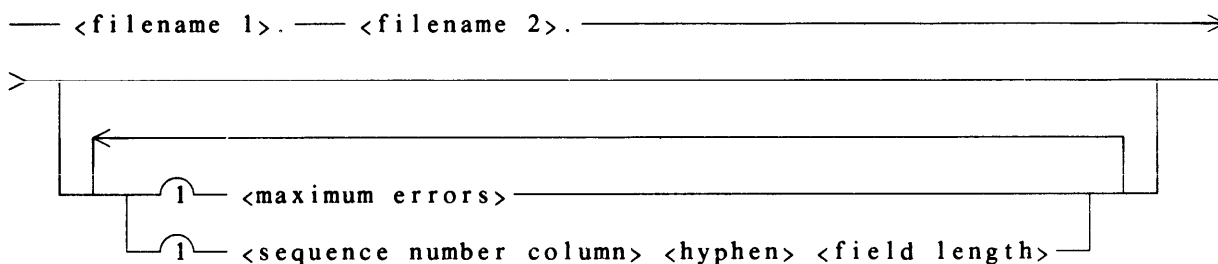 <filename 1>. <filename 2>.
1 <maximum errors>
1 <sequence number column> <hyphen> <field length>